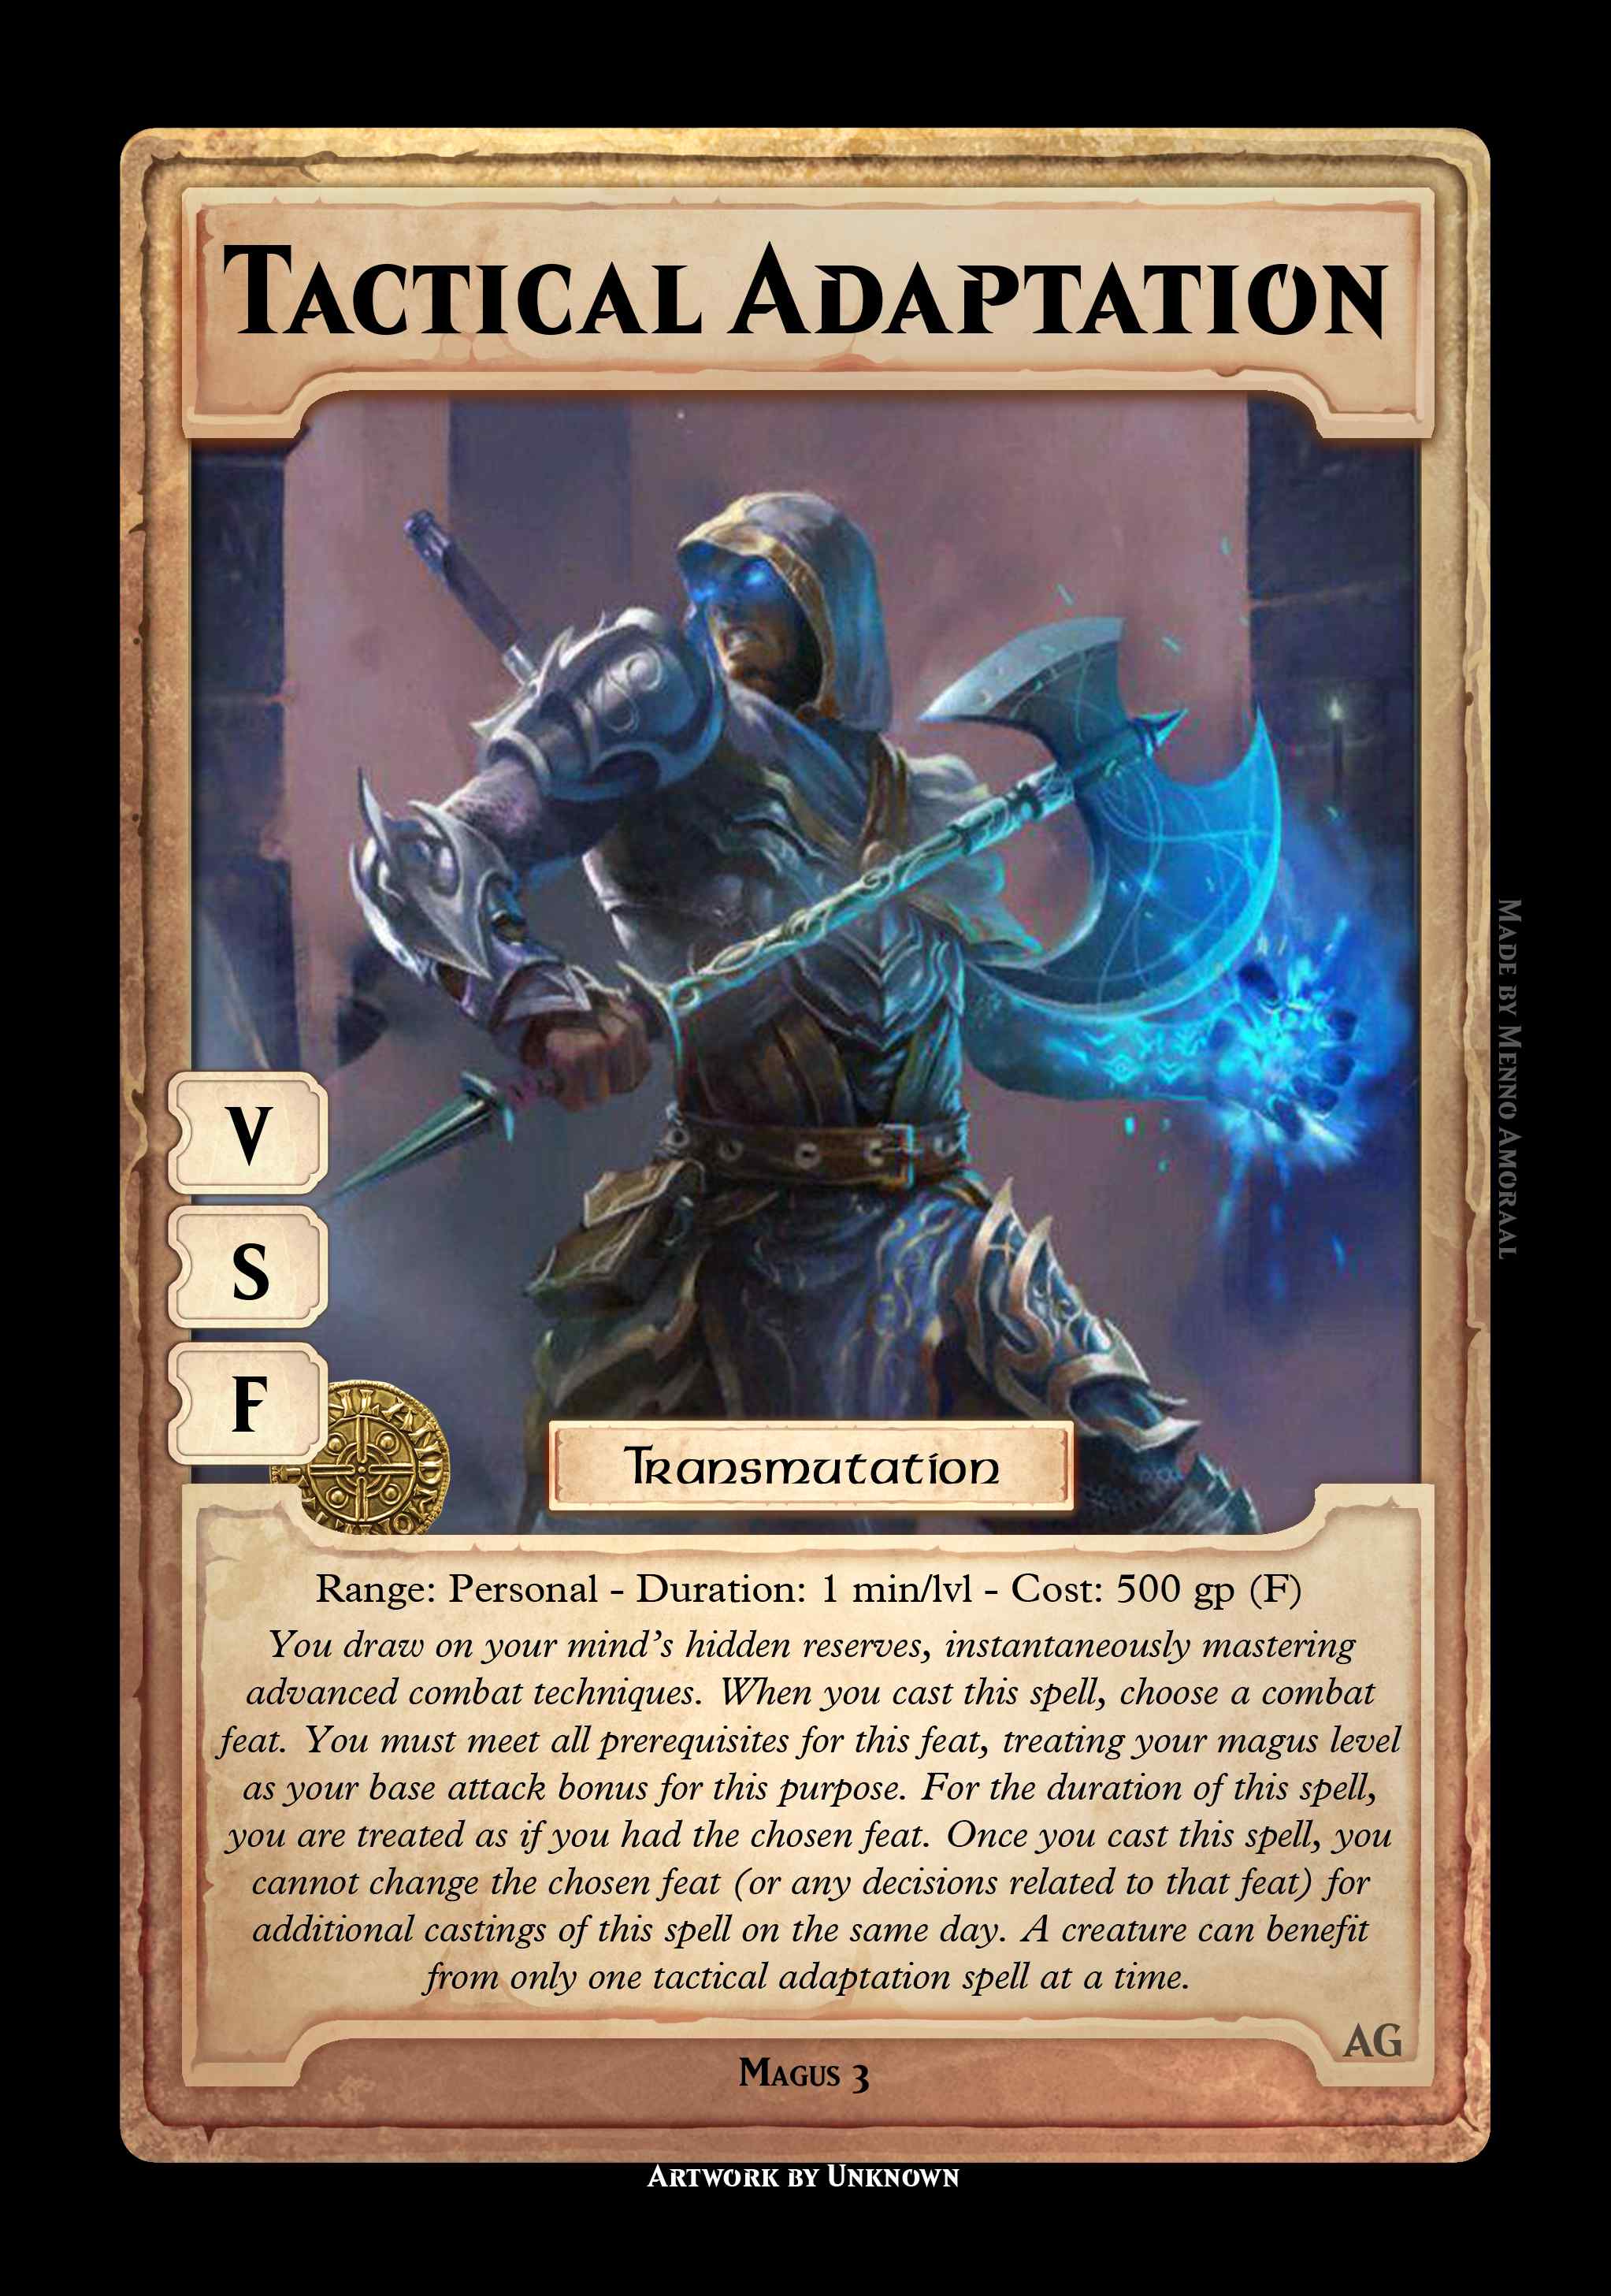 Tactical Adaptation
V
S
F
Transmutation
Range: Personal - Duration: 1 min/lvl - Cost: 500 gp (F)
You draw on your mind's hidden reserves, instantaneously mastering
advanced combat techniques. When you cast this spell, choose a combat
feat. You must meet all prerequisites for this feat, treating your magus level
as your base attack bonus for this purpose. For the duration of this spell,
you are treated as if you had the chosen feat. Once you cast this spell, you
cannot change the chosen feat (or any decisions related to that feat) for
additional castings of this spell on the same day. A creature can benefit
from only one tactical adaptation spell at a time.
AG
Magus 3
Artwork by Unknown
Made by Menno Amoraal